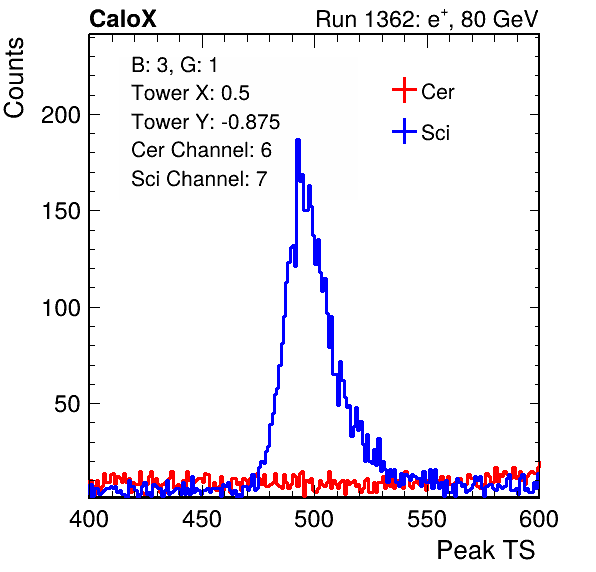 CaloX Run 1362: e⁺, 80 GeV
Counts
B: 3, G: 1
Tower X: 0.5
Tower Y: -0.875
Cer Channel: 6
Sci Channel: 7
Cer
Sci
200
150
100
50
400 450 500 550 600
Peak TS